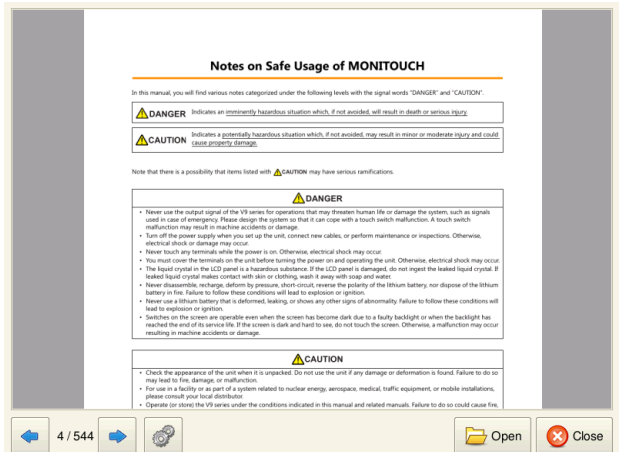 Notes on Safe Usage of MONITOUCH
In this manual, you will find various notes categorized under the following levels with the signal words "DANGER" and "CAUTION".
DANGER Indicates an imminently hazardous situation which, if not avoided, will result in death or serious injury.
CAUTION Indicates a potentially hazardous situation which, if not avoided, may result in minor or moderate injury and could
cause property damage.
Note that there is a possibility that items listed with CAUTION may have serious ramifications.
DANGER
• Never use the output signal of the V9 series for operations that may threaten human life or damage the system, such as signals
used in case of emergency. Please design the system so that it can cope with a touch switch malfunction. A touch switch
malfunction may result in machine accidents or damage.
• Turn off the power supply when you set up the unit, connect new cables, or perform maintenance or inspections. Otherwise,
electrical shock or damage may occur.
• Never touch any terminals while the power is on. Otherwise, electrical shock may occur.
• You must cover the terminals on the unit before turning the power on and operating the unit. Otherwise, electrical shock may occur.
• The liquid crystal in the LCD panel is a hazardous substance. If the LCD panel is damaged, do not ingest the leaked liquid crystal. If
leaked liquid crystal makes contact with skin or clothing, wash it away with soap and water.
• Never disassemble, recharge, deform by pressure, short-circuit, reverse the polarity of the lithium battery, nor dispose of the lithium
battery in fire. Failure to follow these conditions will lead to explosion or ignition.
• Never use a lithium battery that is deformed, leaking, or shows any other signs of abnormality. Failure to follow these conditions will
lead to explosion or ignition.
• Switches on the screen are operable even when the screen has become dark due to a faulty backlight or when the backlight has
reached the end of its service life. If the screen is dark and hard to see, do not touch the screen. Otherwise, a malfunction may occur
resulting in machine accidents or damage.
CAUTION
• Check the appearance of the unit when it is unpacked. Do not use the unit if any damage or deformation is found. Failure to do so
may lead to fire, damage, or malfunction.
• For use in a facility or as part of a system related to nuclear energy, aerospace, medical, traffic equipment, or mobile installations,
please consult your local distributor.
• Operate (or store) the V9 series under the conditions indicated in this manual and related manuals. Failure to do so could cause fire,
4 / 544
Open
Close